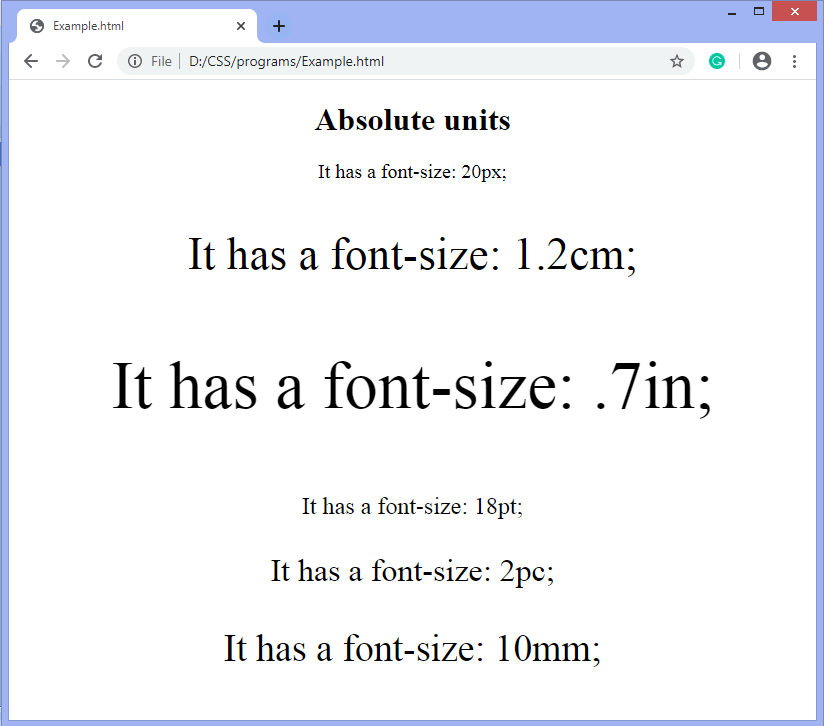 Example.html
File D:/CSS/programs/Example.html
Absolute units
It has a font-size: 20px;
It has a font-size: 1.2cm;
It has a font-size: .7in;
It has a font-size: 18pt;
It has a font-size: 2pc;
It has a font-size: 10mm;